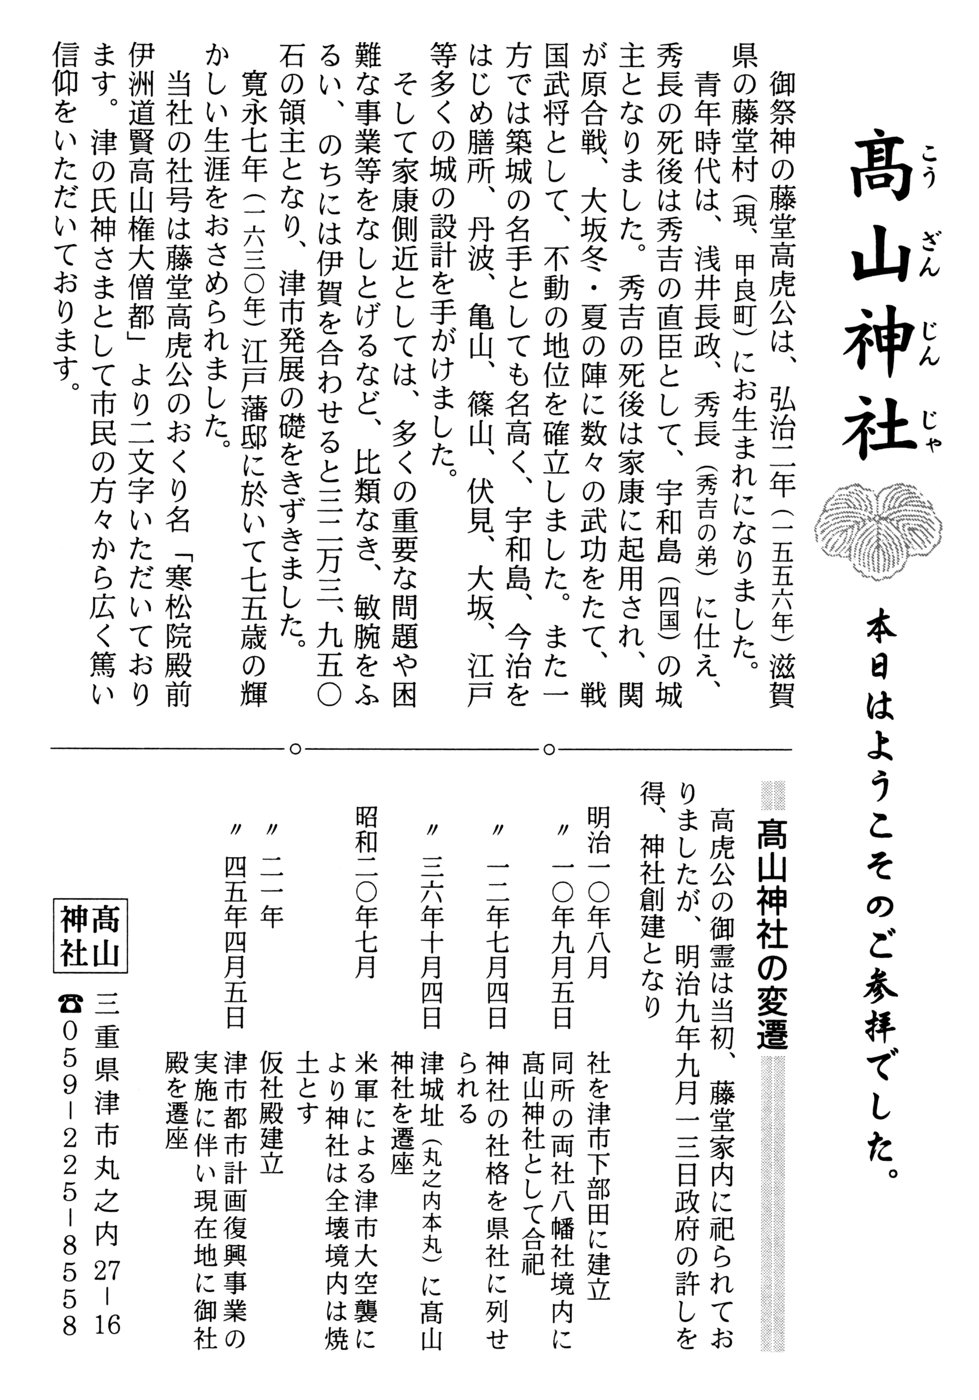 髙山神社
こうざんじんじゃ
本日はようこそのご参拝でした。
御祭神の藤堂高虎公は、弘治二年（一五五六年）滋賀
県の藤堂村（現、甲良町）にお生まれになりました。
青年時代は、浅井長政、秀長（秀吉の弟）に仕え、
秀長の死後は秀吉の直臣として、宇和島（四国）の城
主となりました。秀吉の死後は家康に起用され、関
が原合戦、大坂冬・夏の陣に数々の武功をたて、戦
国武将として、不動の地位を確立しました。また一
方では築城の名手としても名高く、宇和島、今治を
はじめ膳所、丹波、亀山、篠山、伏見、大坂、江戸
等多くの城の設計を手がけました。
そして家康側近としては、多くの重要な問題や困
難な事業等をなしとげるなど、比類なき、敏腕をふ
るい、のちには伊賀を合わせると三二万三、九五〇
石の領主となり、津市発展の礎をきずきました。
寛永七年（一六三〇年）江戸藩邸に於いて七五歳の輝
かしい生涯をおさめられました。
当社の社号は藤堂高虎公のおくり名「寒松院殿前
伊洲道賢高山権大僧都」より二文字いただいており
ます。津の氏神さまとして市民の方々から広く篤い
信仰をいただいております。
髙山神社の変遷
高虎公の御霊は当初、藤堂家内に祀られてお
りましたが、明治九年九月一三日政府の許しを
得、神社創建となり
明治一〇年八月　社を津市下部田に建立
〃　一〇年九月五日　同所の両社八幡社境内に
髙山神社として合祀
〃　一二年七月四日　神社の社格を県社に列せ
られる
〃　三六年十月四日　津城址（丸之内本丸）に髙山
神社を遷座
昭和二〇年七月　米軍による津市大空襲に
より神社は全壊境内は焼
土とす
〃　二一年　仮社殿建立
〃　四五年四月五日　津市都市計画復興事業の
実施に伴い現在地に御社
殿を遷座
髙山
神社
三重県津市丸之内27-16
☎059-225-8558